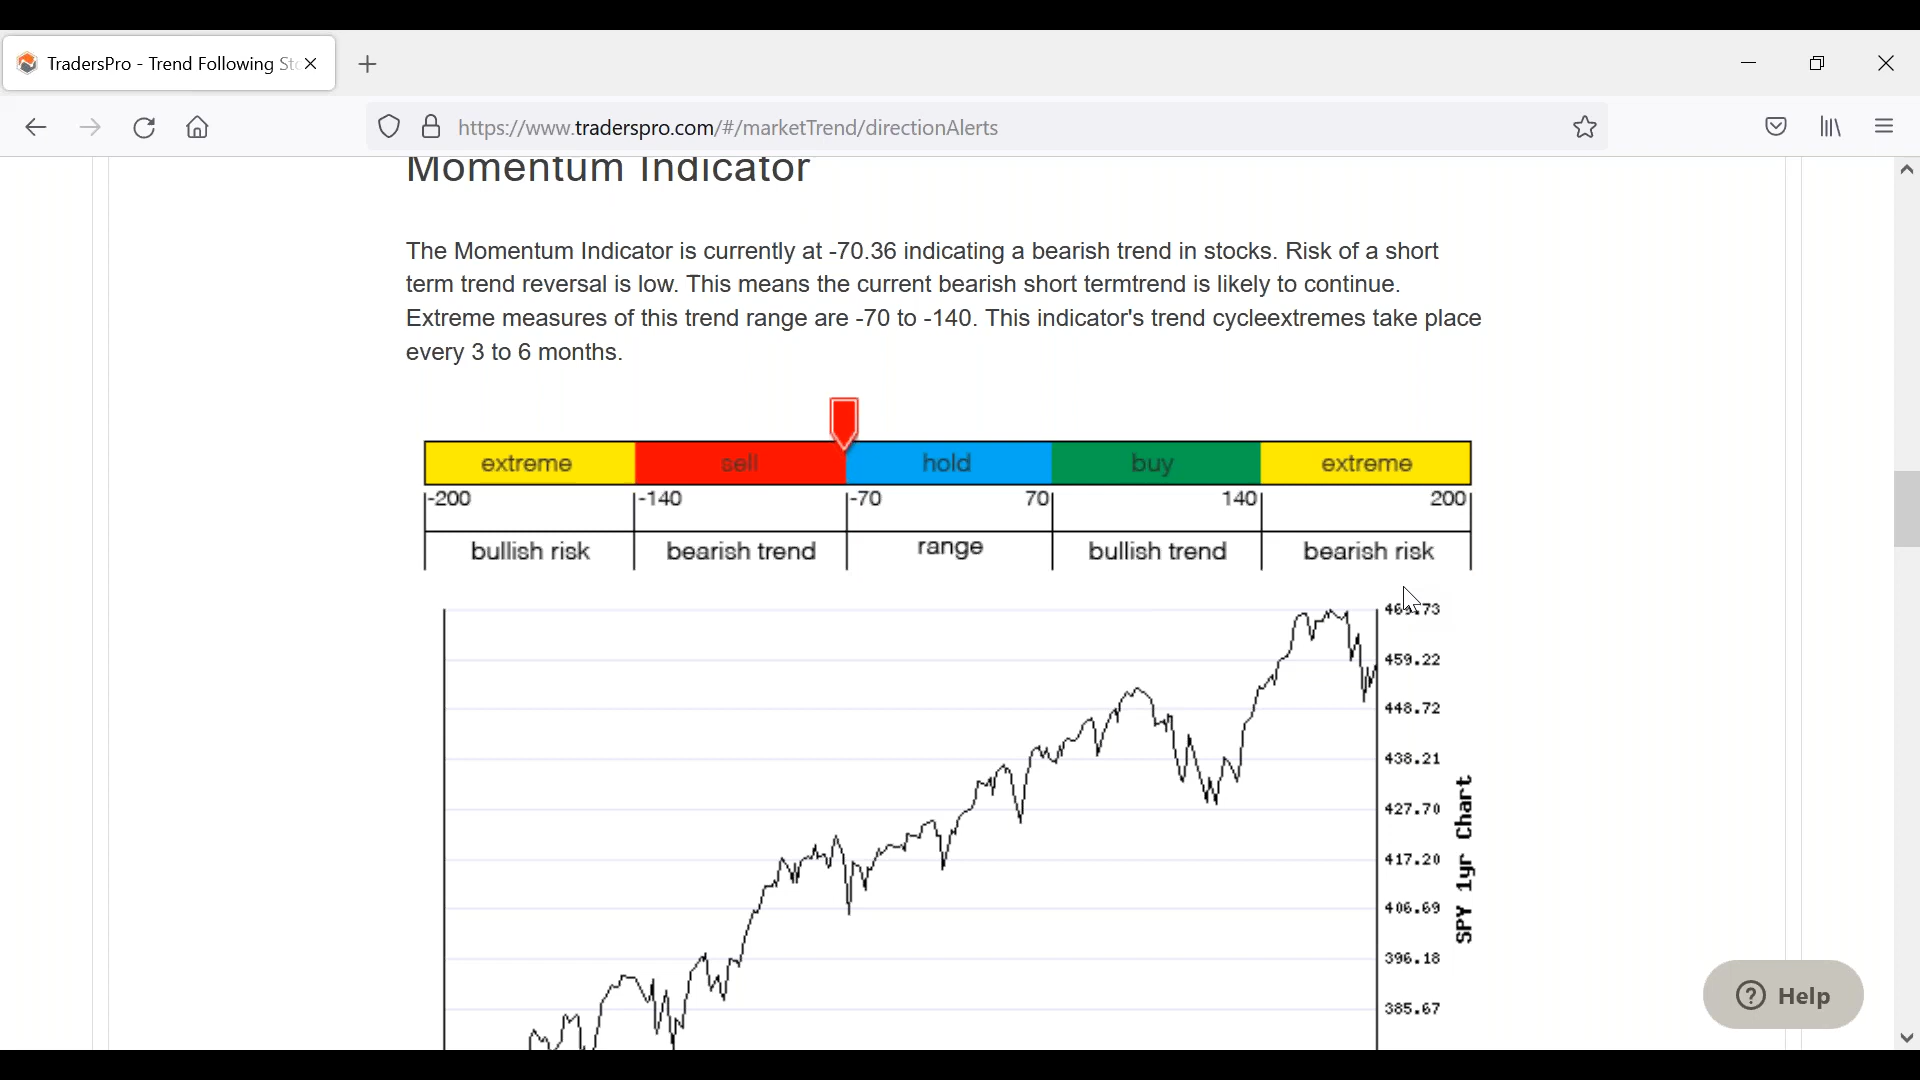 TradersPro - Trend Following
https://www.traderspro.com/#/marketTrend/directionAlerts
Momentum Indicator
The Momentum Indicator is currently at -70.36 indicating a bearish trend in stocks. Risk of a short
term trend reversal is low. This means the current bearish short termtrend is likely to continue.
Extreme measures of this trend range are -70 to -140. This indicator's trend cycleextremes take place
every 3 to 6 months.
extreme sell hold buy extreme
-200 -140 -70 70 140 200
bullish risk bearish trend range bullish trend bearish risk
459.22
448.72
438.21
427.70
417.20
406.69
396.18
385.67
SPY 1yr Chart
Help